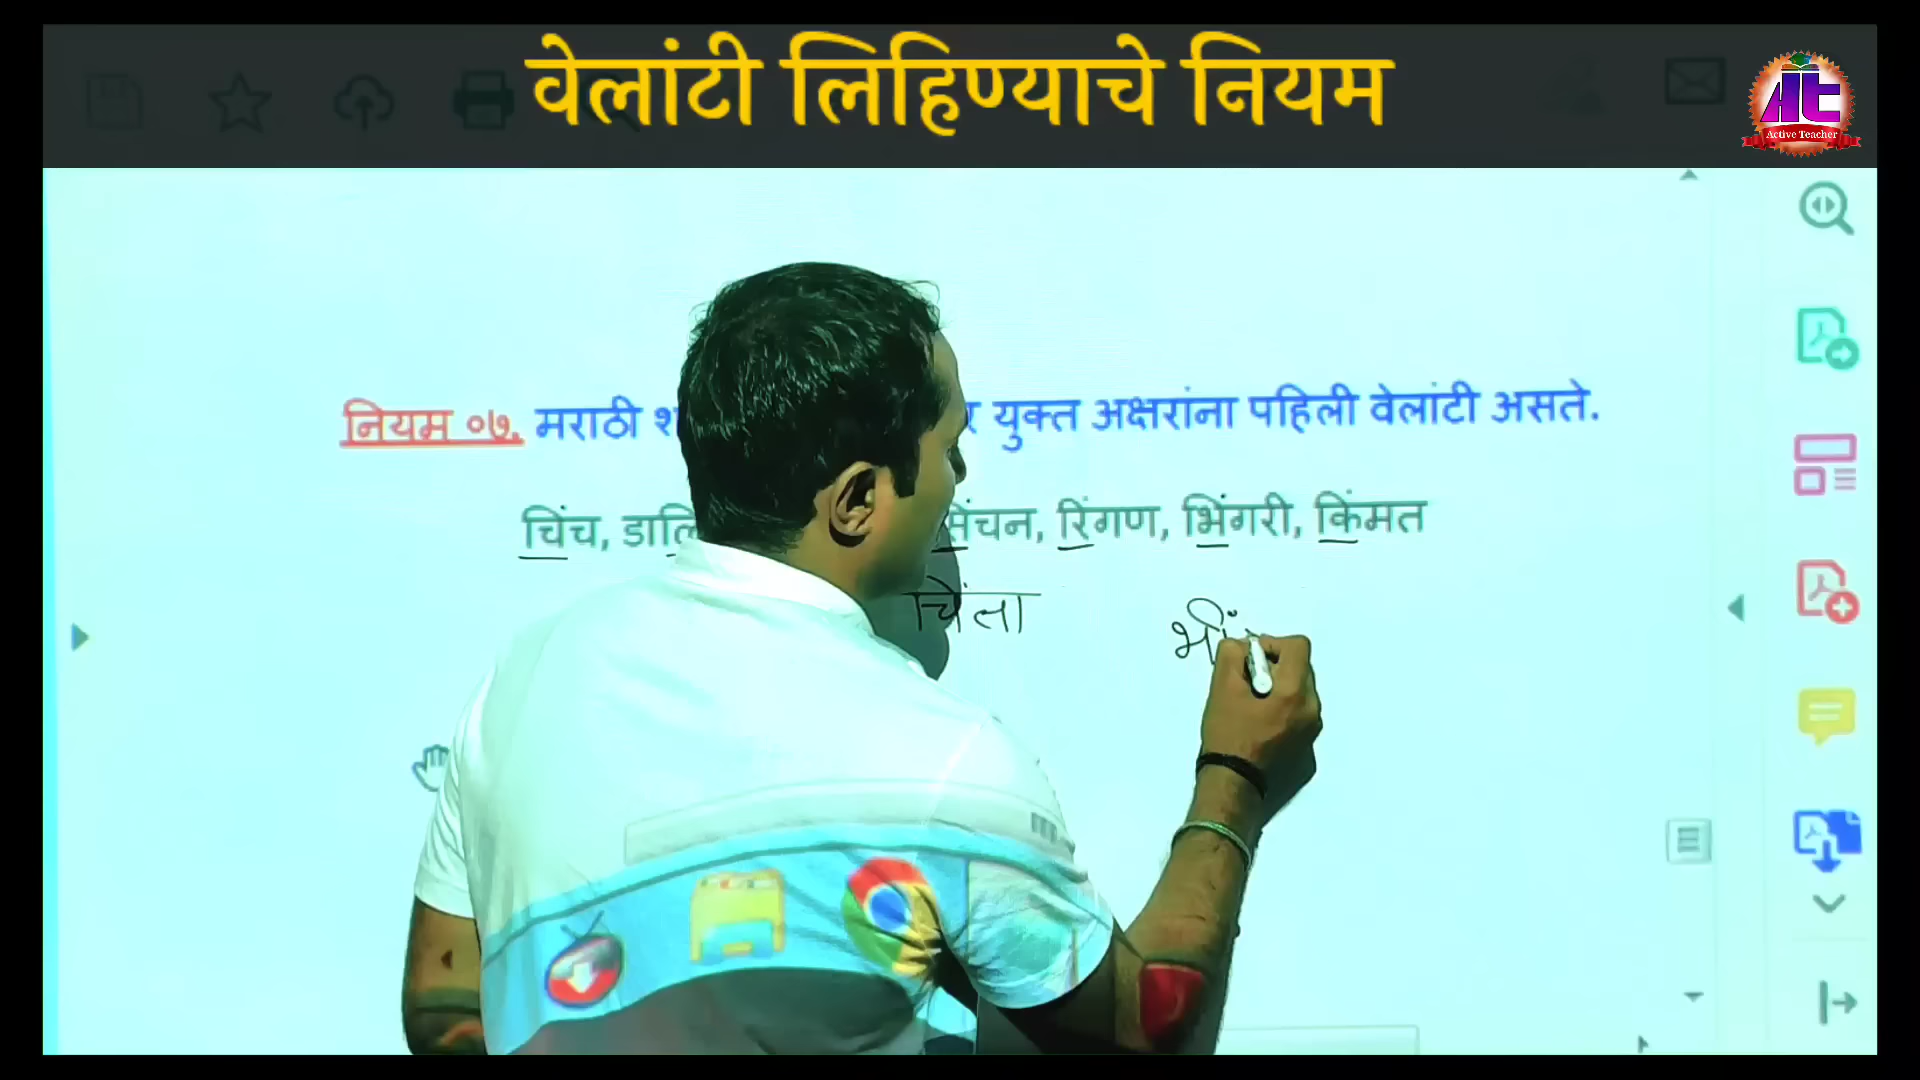 वेलांटी लिहिण्याचे नियम
Active Teacher
नियम ०७. मराठी युक्त अक्षरांना पहिली वेलांटी असते.
चिंच, सिंचन, रिंगण, भिंगरी, किंमत